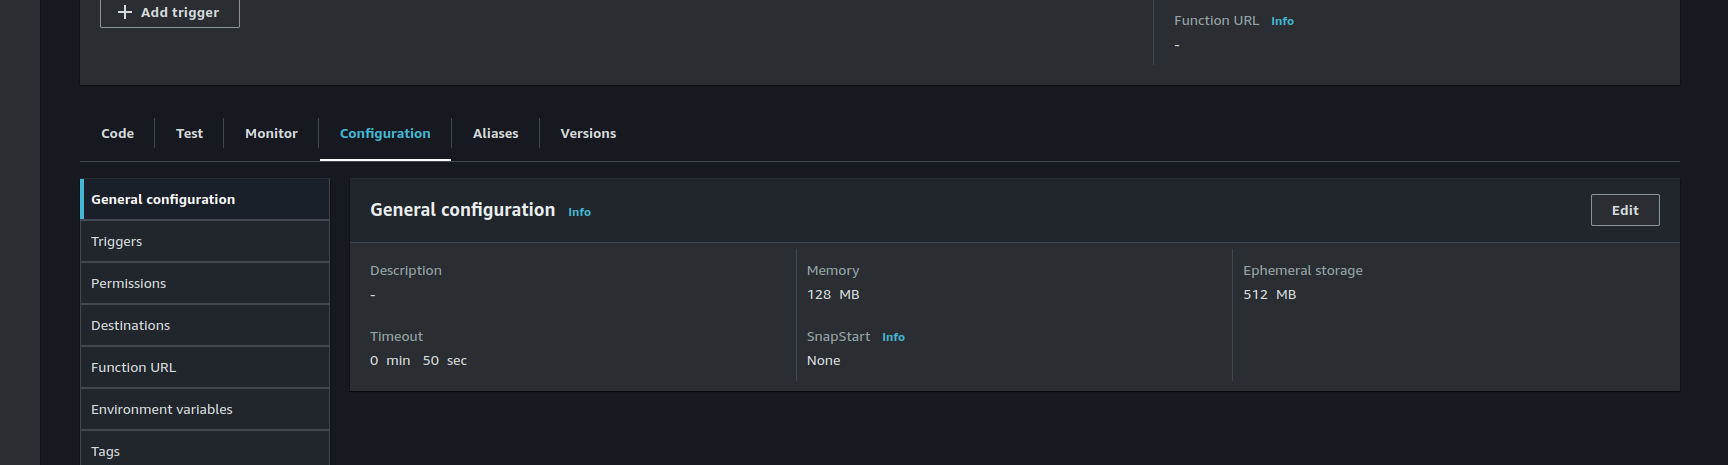 Add trigger
Function URL Info
-
Code Test Monitor Configuration Aliases Versions
General configuration
Triggers
Permissions
Destinations
Function URL
Environment variables
Tags
General configuration Info
Edit
Description
-
Memory
128 MB
Ephemeral storage
512 MB
Timeout
0 min 50 sec
SnapStart Info
None